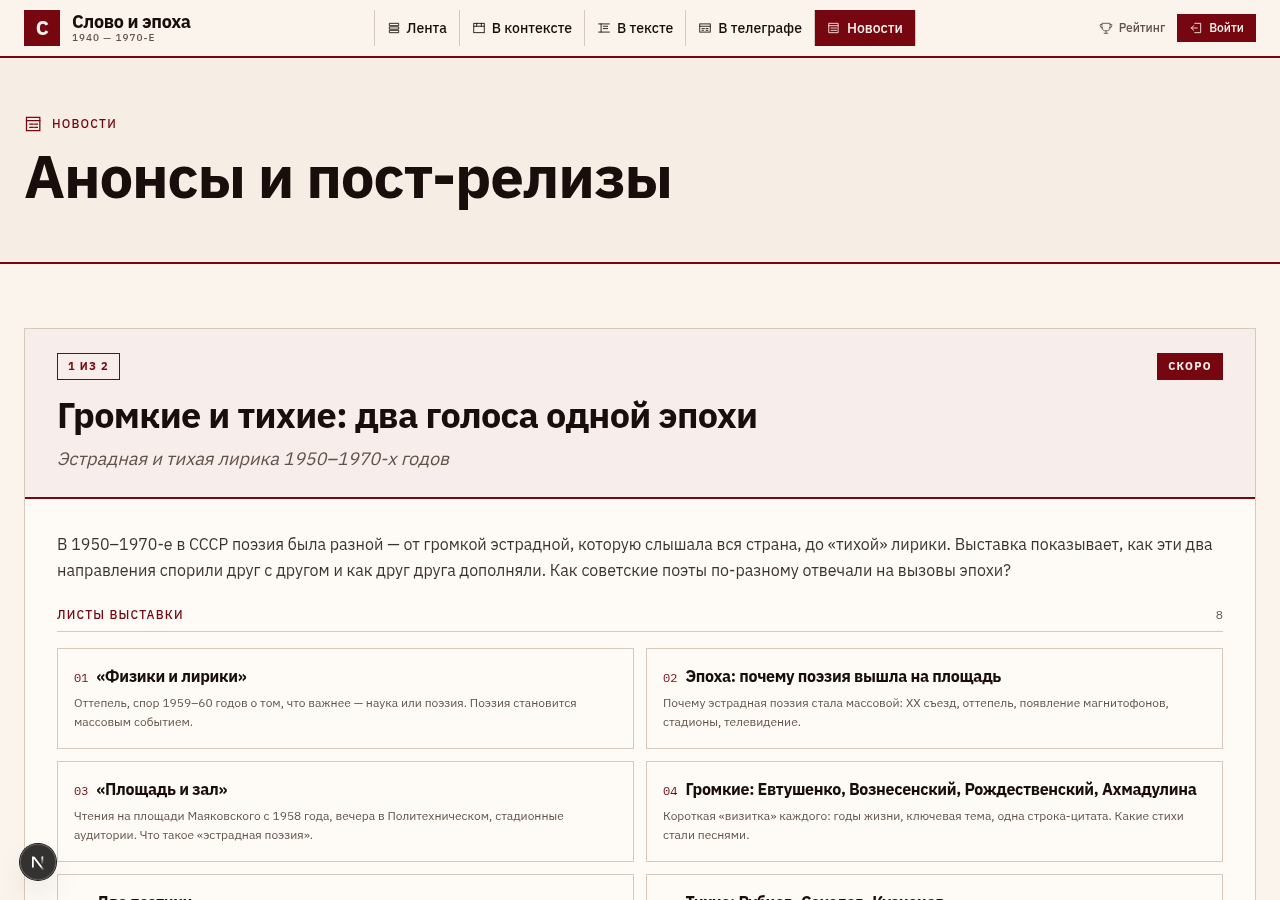 С
Слово и эпоха
1940 — 1970-Е
Лента
В контексте
В тексте
В телеграфе
Новости
Рейтинг
Войти
НОВОСТИ
Анонсы и пост-релизы
1 ИЗ 2
СКОРО
Громкие и тихие: два голоса одной эпохи
Эстрадная и тихая лирика 1950–1970-х годов
В 1950–1970-е в СССР поэзия была разной — от громкой эстрадной, которую слышала вся страна, до «тихой» лирики. Выставка показывает, как эти два
направления спорили друг с другом и как друг друга дополняли. Как советские поэты по-разному отвечали на вызовы эпохи?
ЛИСТЫ ВЫСТАВКИ
8
01 «Физики и лирики»
Оттепель, спор 1959–60 годов о том, что важнее — наука или поэзия. Поэзия становится
массовым событием.
02 Эпоха: почему поэзия вышла на площадь
Почему эстрадная поэзия стала массовой: XX съезд, оттепель, появление магнитофонов,
стадионы, телевидение.
03 «Площадь и зал»
Чтения на площади Маяковского с 1958 года, вечера в Политехническом, стадионные
аудитории. Что такое «эстрадная поэзия».
04 Громкие: Евтушенко, Вознесенский, Рождественский, Ахмадулина
Короткая «визитка» каждого: годы жизни, ключевая тема, одна строка-цитата. Какие стихи
стали песнями.
N